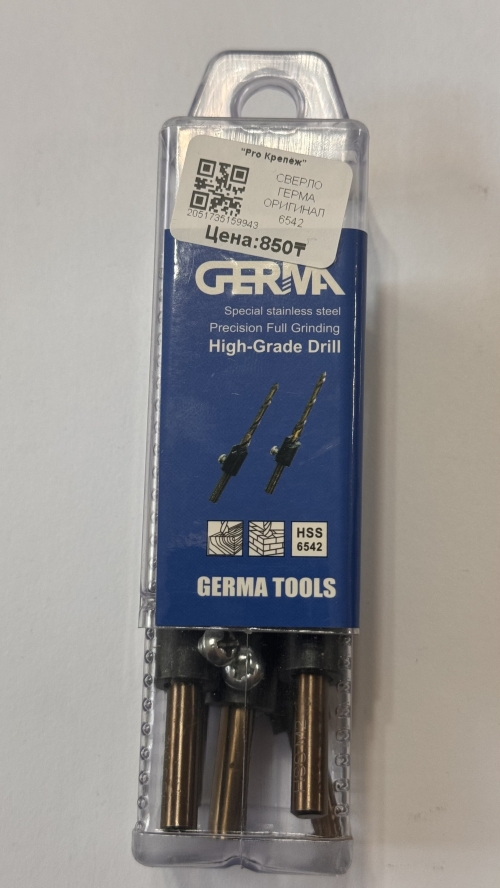 "Pro Крепеж"
СВЕРЛО
ГЕРМА
ОРИГИНАЛ
6542
2051735159943
Цена:850₸
GERMA
Special stainless steel
Precision Full Grinding
High-Grade Drill
HSS
6542
GERMA TOOLS